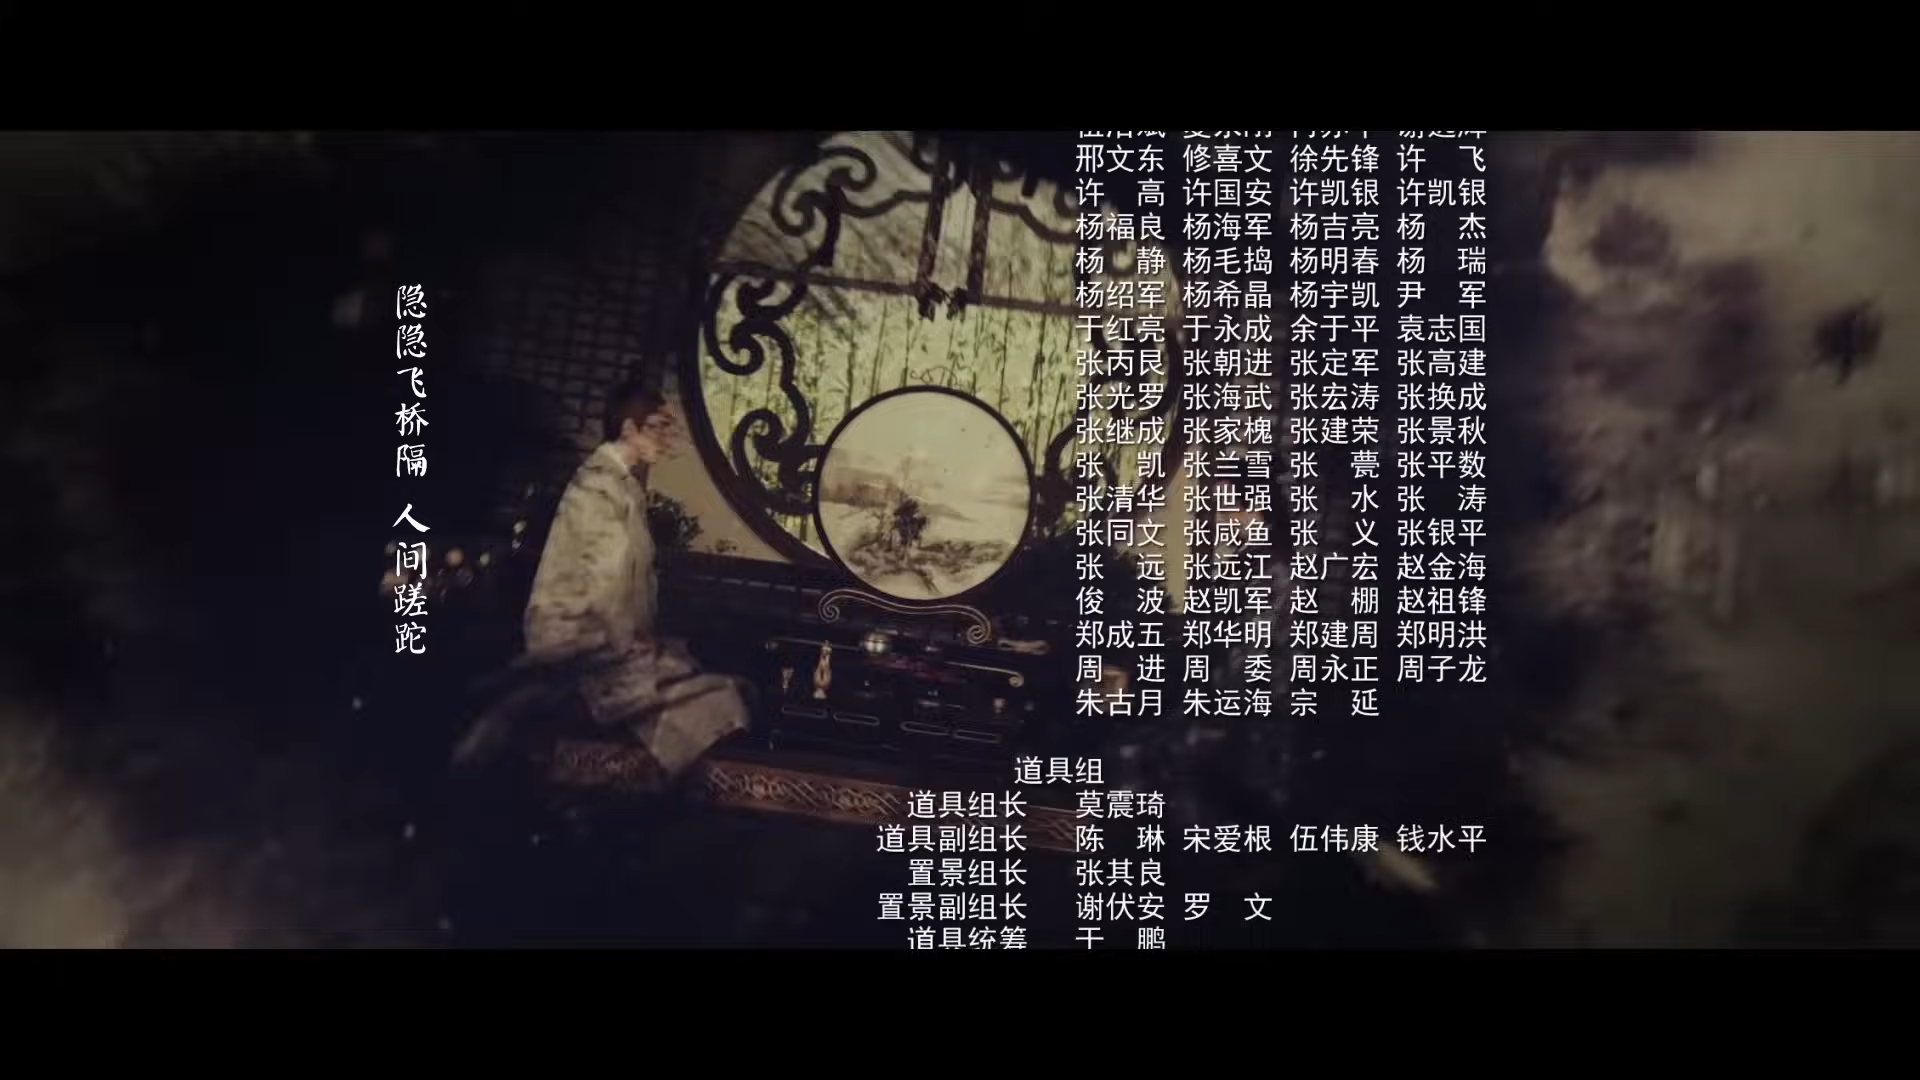 隐隐飞桥隔 人间蹉跎
邢文东 修喜文 徐先锋 许　飞
许　高 许国安 许凯银 许凯银
杨福良 杨海军 杨吉亮 杨　杰
杨　静 杨毛捣 杨明春 杨　瑞
杨绍军 杨希晶 杨宇凯 尹　军
于红亮 于永成 余于平 袁志国
张丙艮 张朝进 张定军 张高建
张光罗 张海武 张宏涛 张换成
张继成 张家槐 张建荣 张景秋
张　凯 张兰雪 张　甍 张平数
张清华 张世强 张　水 张　涛
张同文 张咸鱼 张　义 张银平
张　远 张远江 赵广宏 赵金海
俊　波 赵凯军 赵　棚 赵祖锋
郑成五 郑华明 郑建周 郑明洪
周　进 周　委 周永正 周子龙
朱古月 朱运海 宗　延
道具组
道具组长 莫震琦
道具副组长 陈　琳 宋爱根 伍伟康 钱水平
置景组长 张其良
置景副组长 谢伏安 罗　文
道具统筹